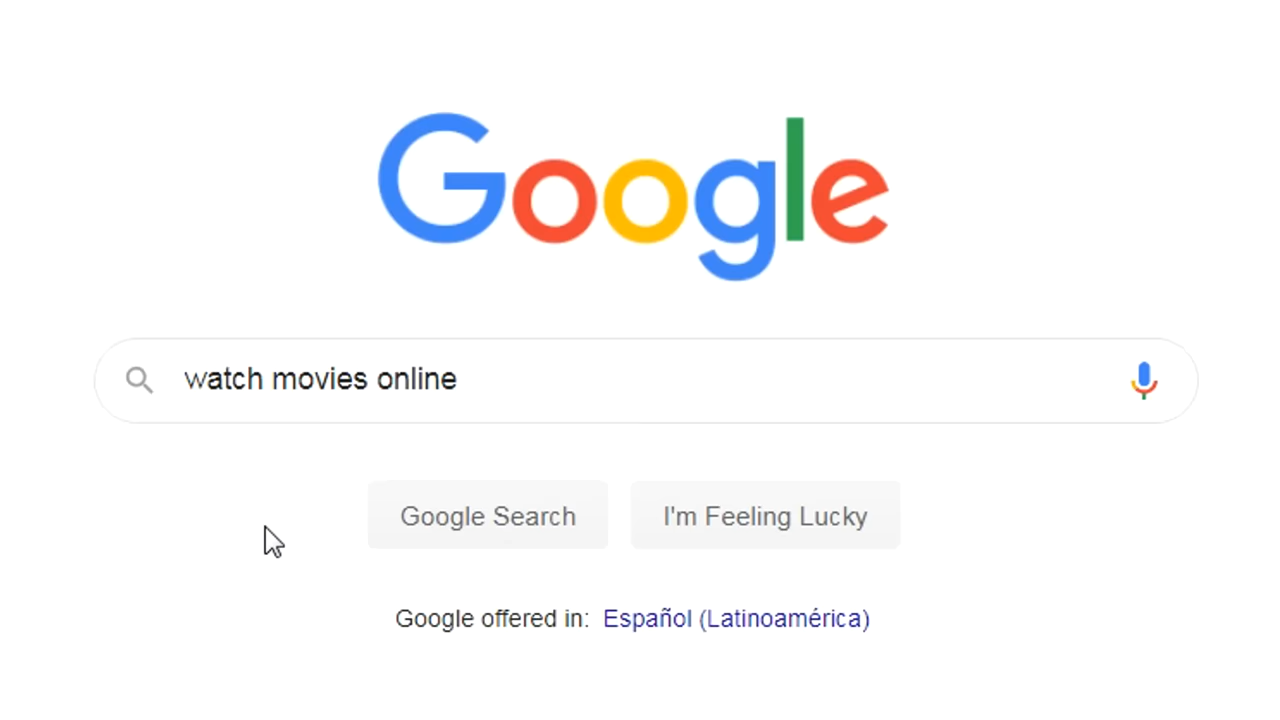 Google
watch movies online
Google Search
I'm Feeling Lucky
Google offered in: Español (Latinoamérica)